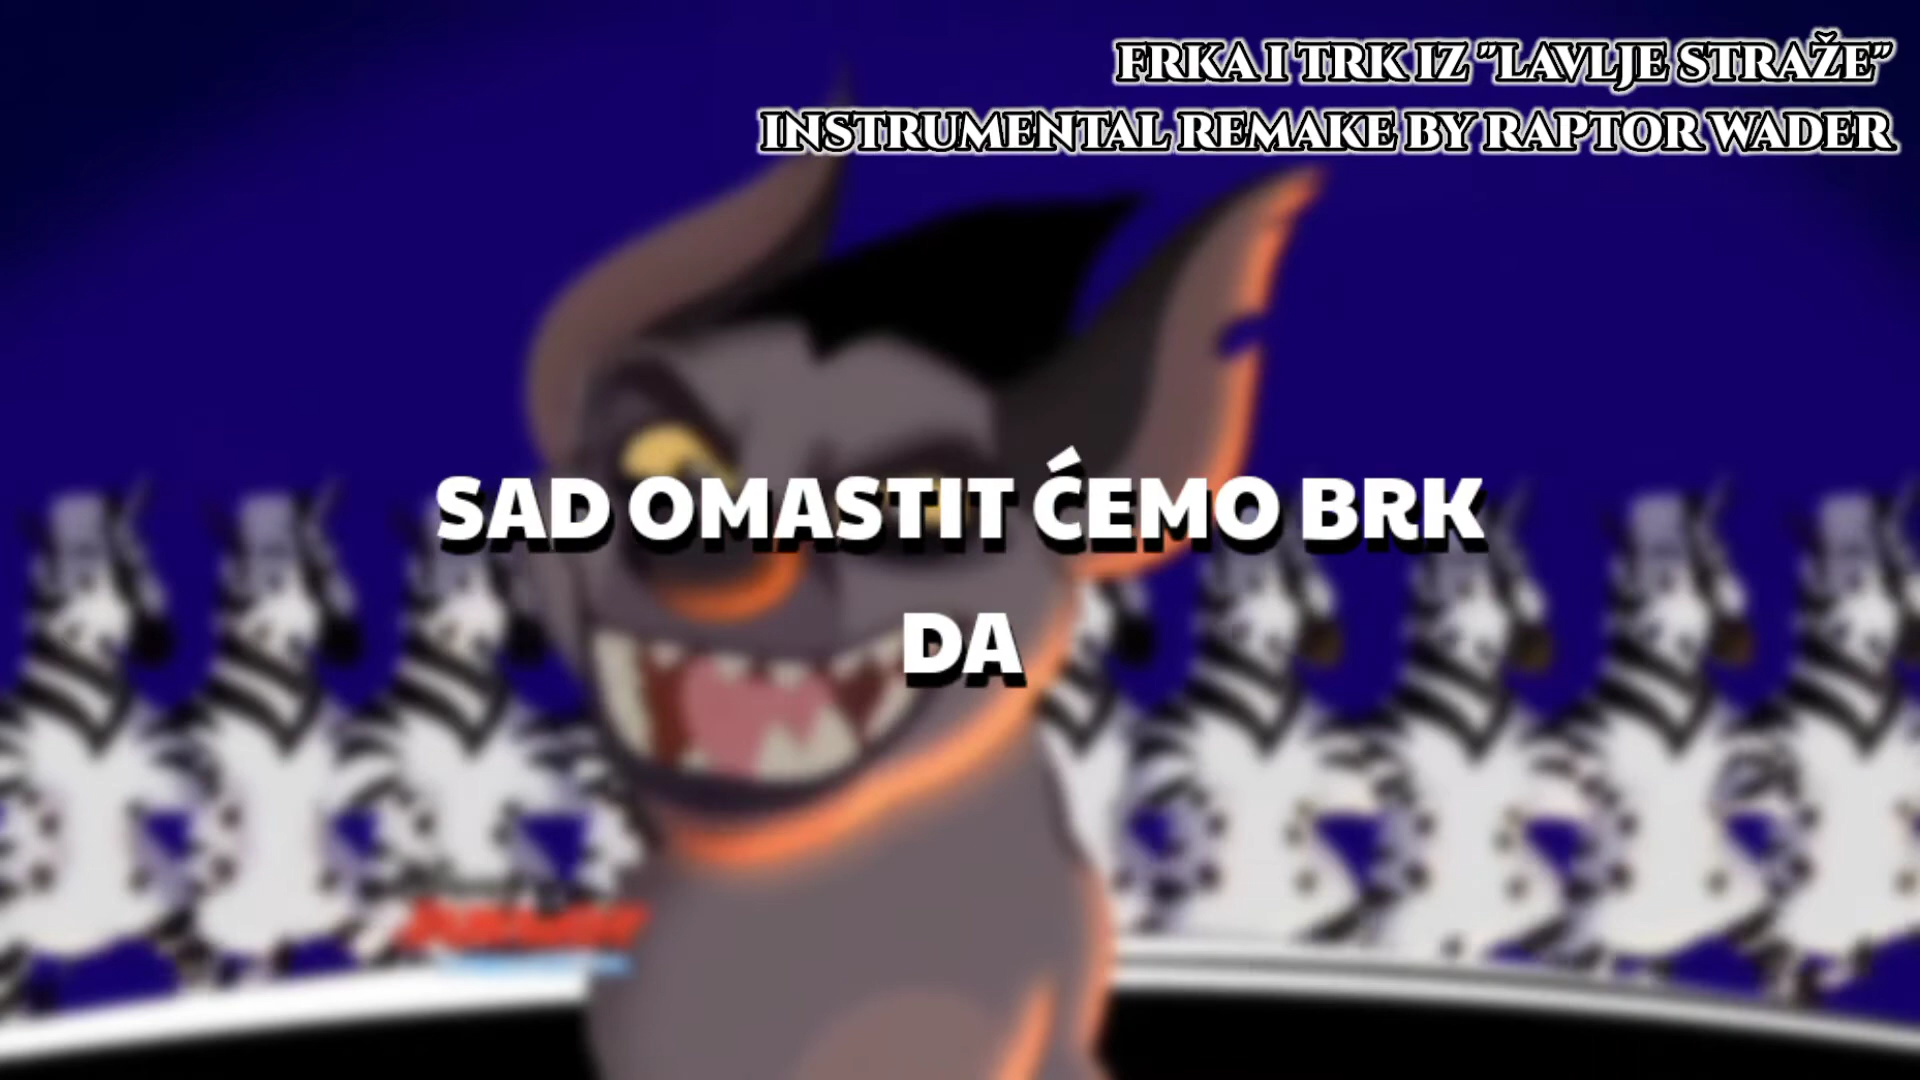 FRKA I TRK IZ "LAVLJE STRAŽE"
INSTRUMENTAL REMAKE BY RAPTOR WADER
SAD OMASTIT ĆEMO BRK
DA